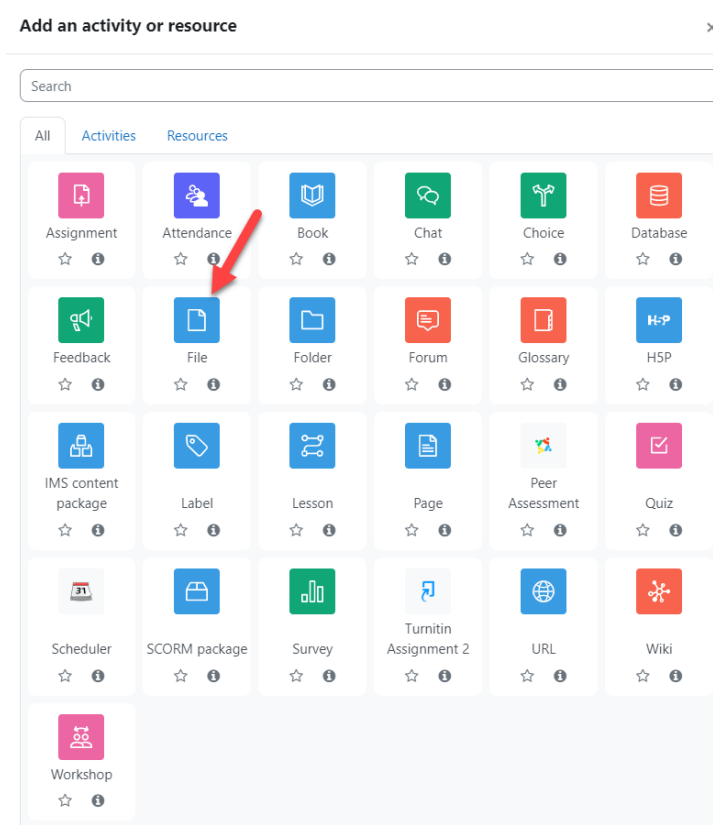 Add an activity or resource
Search
All Activities Resources
Assignment Attendance Book Chat Choice Database
Feedback File Folder Forum Glossary H5P
H-P
IMS content
package
Label Lesson Page
Peer
Assessment
Quiz
31
Scheduler SCORM package Survey
Turnitin
Assignment 2
URL Wiki
Workshop